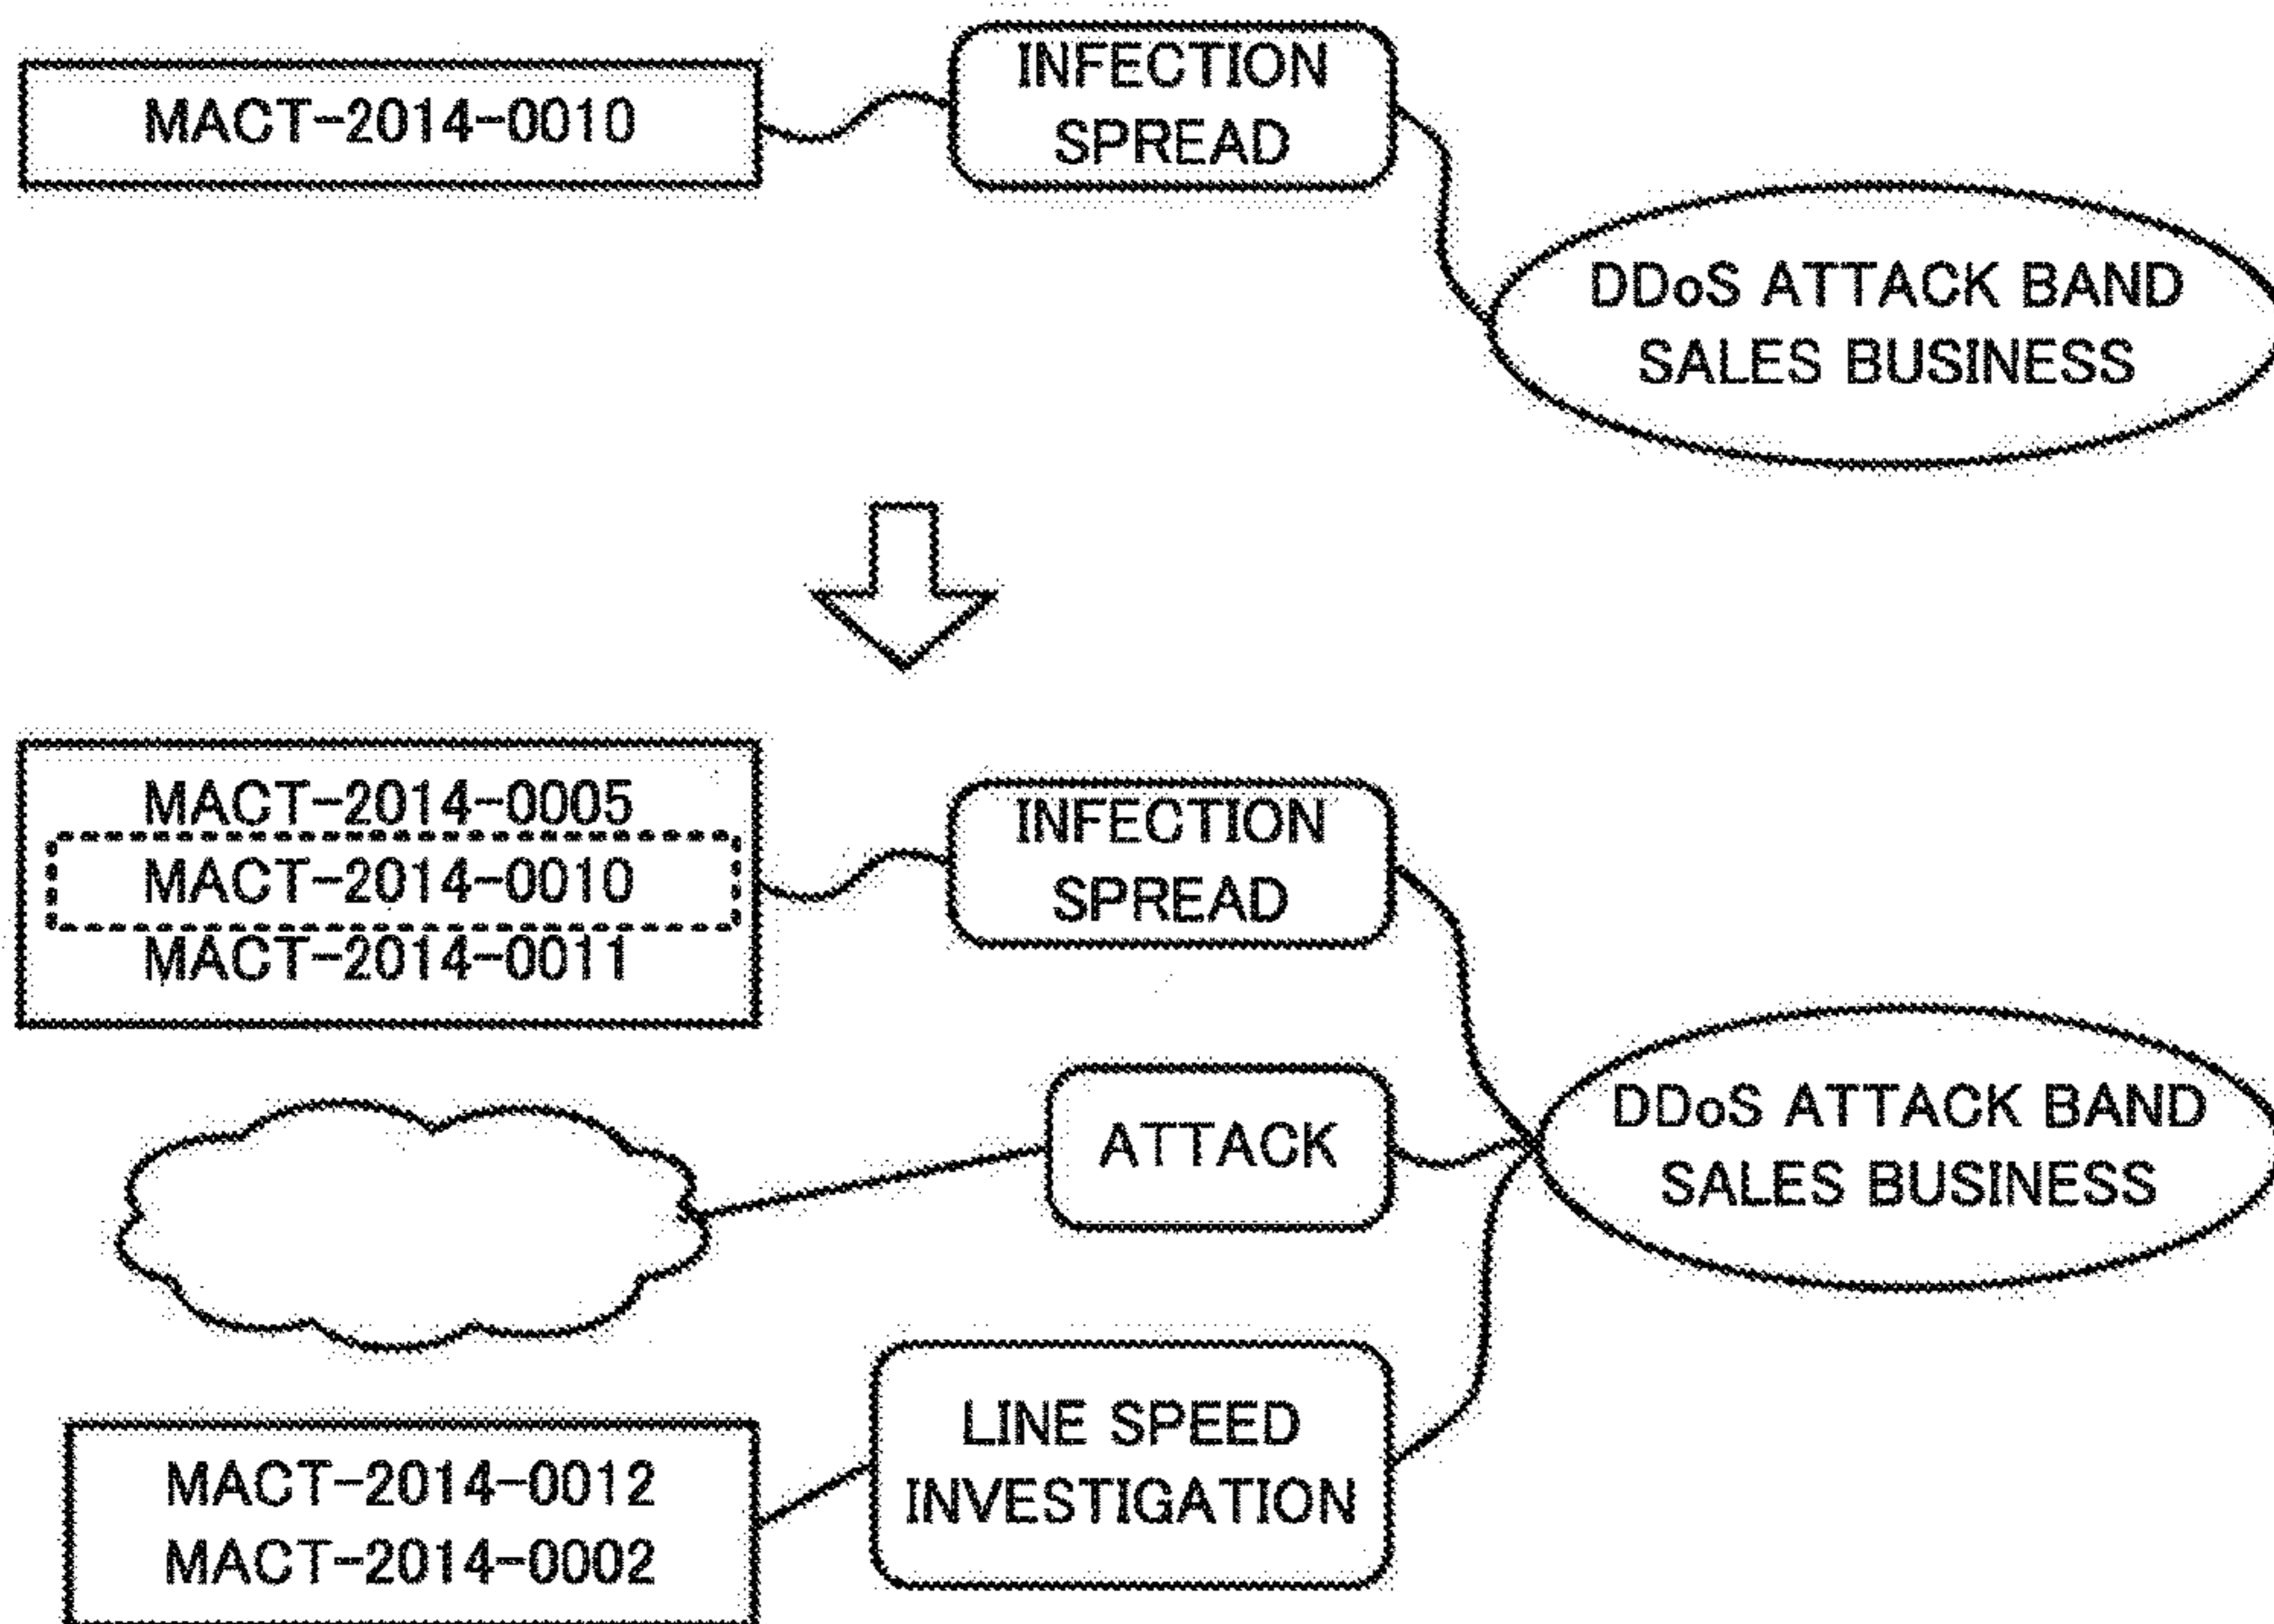 MACT-2014-0010
INFECTION
SPREAD
DDoS ATTACK BAND
SALES BUSINESS
MACT-2014-0005
MACT-2014-0010
MACT-2014-0011
INFECTION
SPREAD
ATTACK
DDoS ATTACK BAND
SALES BUSINESS
LINE SPEED
INVESTIGATION
MACT-2014-0012
MACT-2014-0002